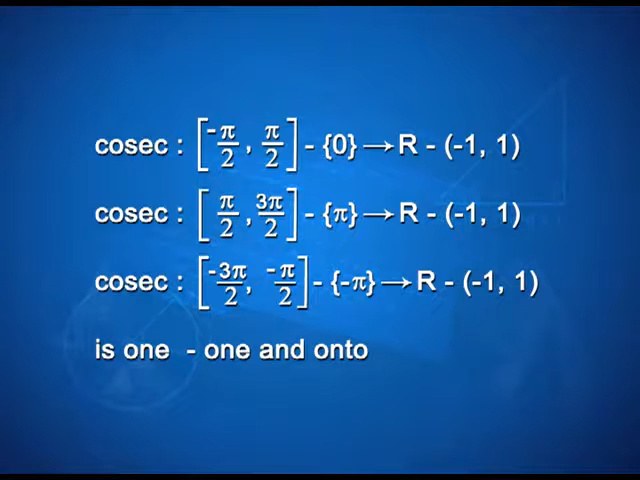 cosec : [-π/2, π/2] - {0} → R - (-1, 1)
cosec : [π/2, 3π/2] - {π} → R - (-1, 1)
cosec : [-3π/2, -π/2] - {-π} → R - (-1, 1)
is one - one and onto